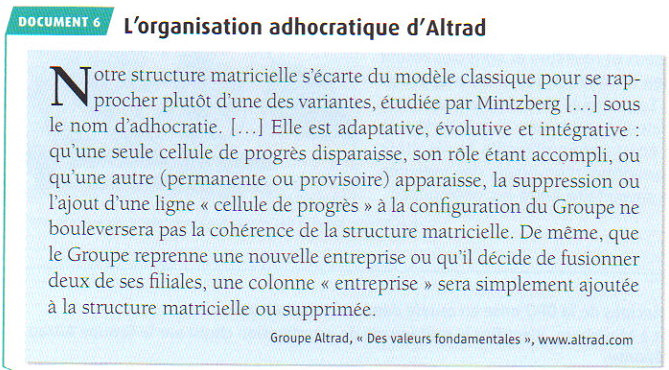 DOCUMENT 6
L'organisation adhocratique d'Altrad
Notre structure matricielle s'écarte du modèle classique pour se rap-
procher plutôt d'une des variantes, étudiée par Mintzberg […] sous
le nom d'adhocratie. […] Elle est adaptative, évolutive et intégrative :
qu'une seule cellule de progrès disparaisse, son rôle étant accompli, ou
qu'une autre (permanente ou provisoire) apparaisse, la suppression ou
l'ajout d'une ligne « cellule de progrès » à la configuration du Groupe ne
bouleversera pas la cohérence de la structure matricielle. De même, que
le Groupe reprenne une nouvelle entreprise ou qu'il décide de fusionner
deux de ses filiales, une colonne « entreprise » sera simplement ajoutée
à la structure matricielle ou supprimée.
Groupe Altrad, « Des valeurs fondamentales », www.altrad.com